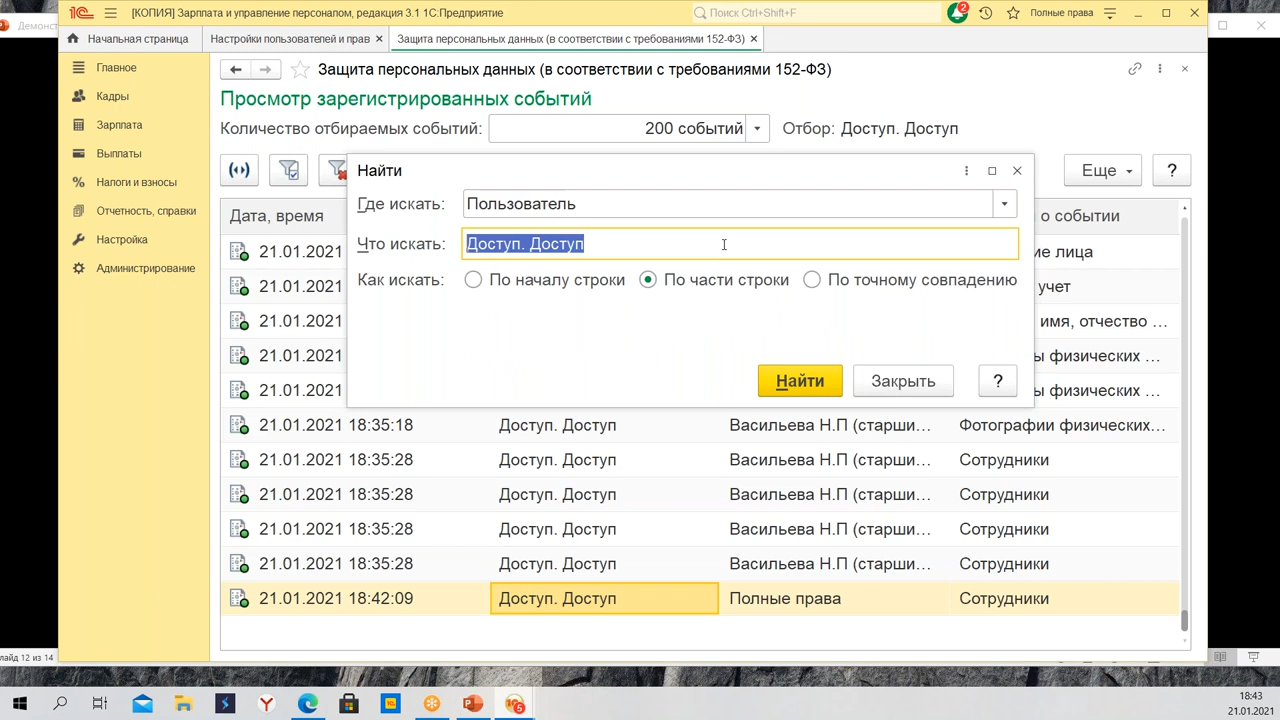 Демонст
[КОПИЯ] Зарплата и управление персоналом, редакция 3.1 1С:Предприятие
Поиск Ctrl+Shift+F
2
Полные права
Начальная страница
Настройки пользователей и прав
Защита персональных данных (в соответствии с требованиями 152-ФЗ)
Главное
Кадры
Зарплата
Выплаты
Налоги и взносы
Отчетность, справки
Настройка
Администрирование
Защита персональных данных (в соответствии с требованиями 152-ФЗ)
Просмотр зарегистрированных событий
Количество отбираемых событий: 200 событий Отбор: Доступ. Доступ
Еще ?
Найти
Где искать: Пользователь
Что искать: Доступ. Доступ
Как искать: По началу строки По части строки По точному совпадению
Найти Закрыть ?
Дата, время о событии
21.01.2021 ие лица
21.01.2021 учет
21.01.2021 имя, отчество ...
21.01.2021 ы физических ...
21.01.2021 ы физических ...
21.01.2021 18:35:18 Доступ. Доступ Васильева Н.П (старши... Фотографии физических...
21.01.2021 18:35:28 Доступ. Доступ Васильева Н.П (старши... Сотрудники
21.01.2021 18:35:28 Доступ. Доступ Васильева Н.П (старши... Сотрудники
21.01.2021 18:35:28 Доступ. Доступ Васильева Н.П (старши... Сотрудники
21.01.2021 18:35:28 Доступ. Доступ Васильева Н.П (старши... Сотрудники
21.01.2021 18:42:09 Доступ. Доступ Полные права Сотрудники
лайд 12 из 14
5
18:43
21.01.2021